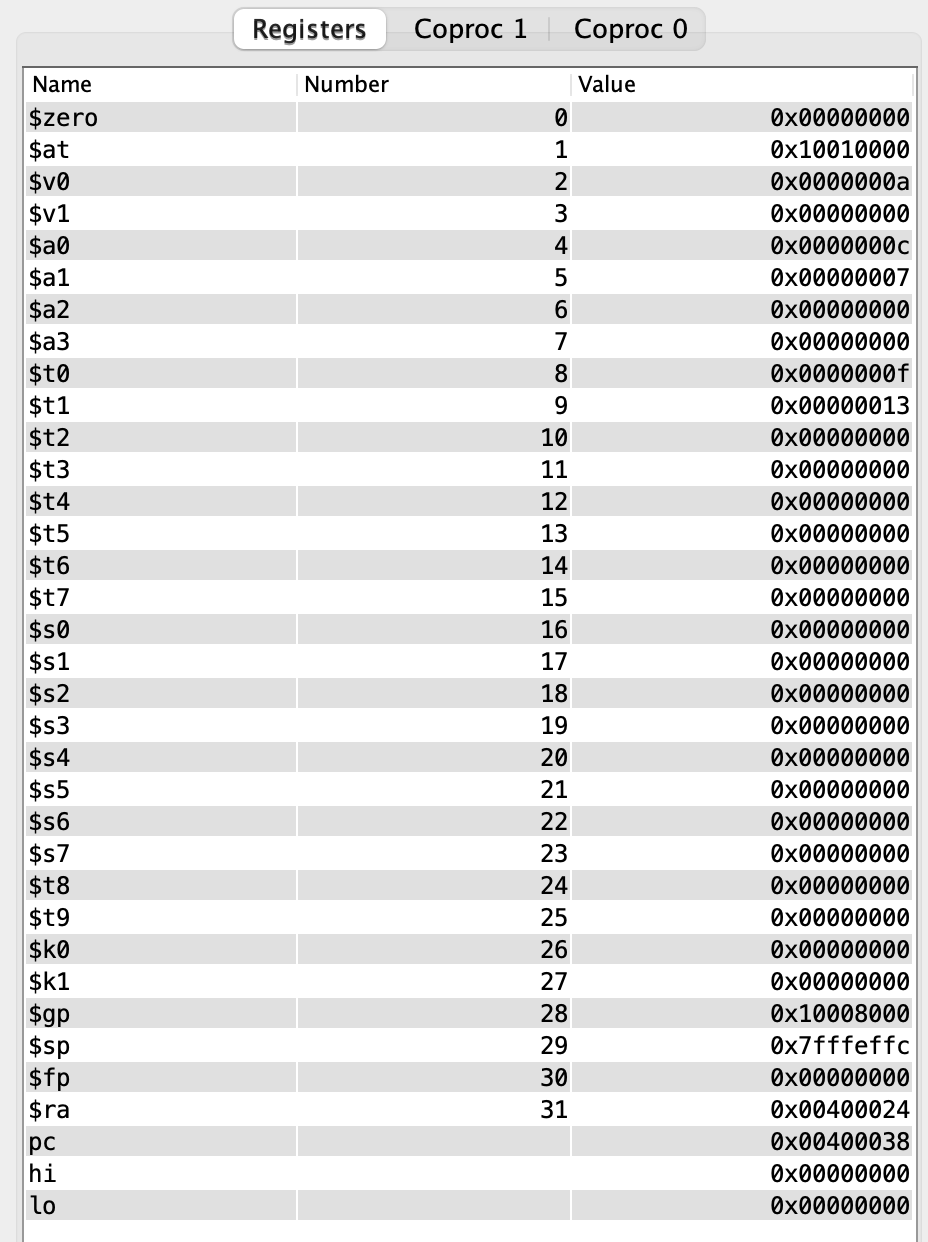 Registers Coproc 1 Coproc 0
Name Number Value
$zero 0 0x00000000
$at 1 0x10010000
$v0 2 0x0000000a
$v1 3 0x00000000
$a0 4 0x0000000c
$a1 5 0x00000007
$a2 6 0x00000000
$a3 7 0x00000000
$t0 8 0x0000000f
$t1 9 0x00000013
$t2 10 0x00000000
$t3 11 0x00000000
$t4 12 0x00000000
$t5 13 0x00000000
$t6 14 0x00000000
$t7 15 0x00000000
$s0 16 0x00000000
$s1 17 0x00000000
$s2 18 0x00000000
$s3 19 0x00000000
$s4 20 0x00000000
$s5 21 0x00000000
$s6 22 0x00000000
$s7 23 0x00000000
$t8 24 0x00000000
$t9 25 0x00000000
$k0 26 0x00000000
$k1 27 0x00000000
$gp 28 0x10008000
$sp 29 0x7fffeffc
$fp 30 0x00000000
$ra 31 0x00400024
pc 0x00400038
hi 0x00000000
lo 0x00000000